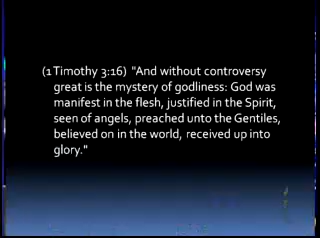 (1 Timothy 3:16) "And without controversy
great is the mystery of godliness: God was
manifest in the flesh, justified in the Spirit,
seen of angels, preached unto the Gentiles,
believed on in the world, received up into
glory."